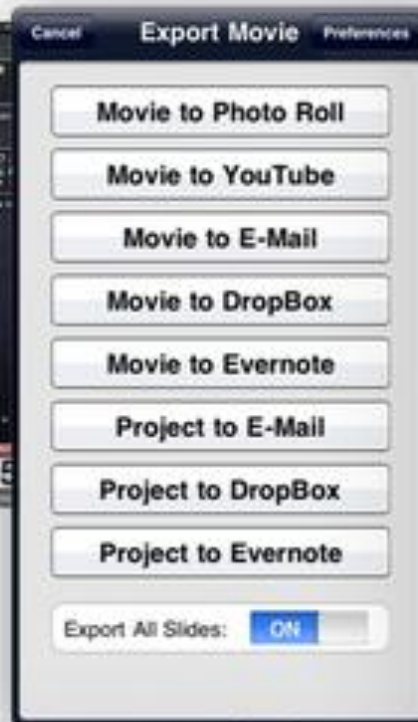 Cancel Export Movie Preferences
Movie to Photo Roll
Movie to YouTube
Movie to E-Mail
Movie to DropBox
Movie to Evernote
Project to E-Mail
Project to DropBox
Project to Evernote
Export All Slides: ON